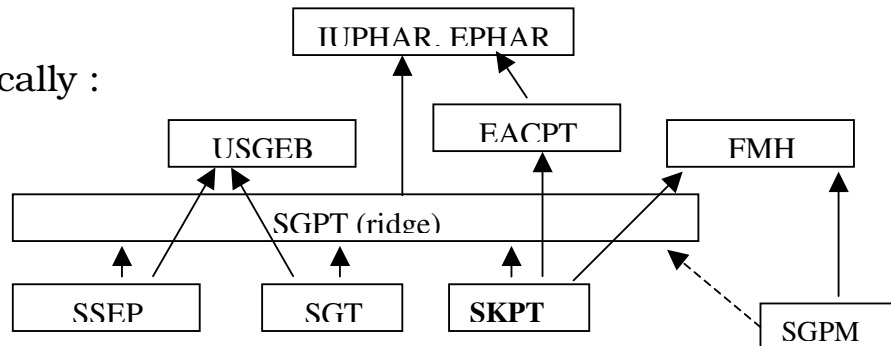 IUPHAR, EPHAR
cally :
EACPT
USGEB
FMH
SGPT (ridge)
SSEP
SGT
SKPT
SGPM